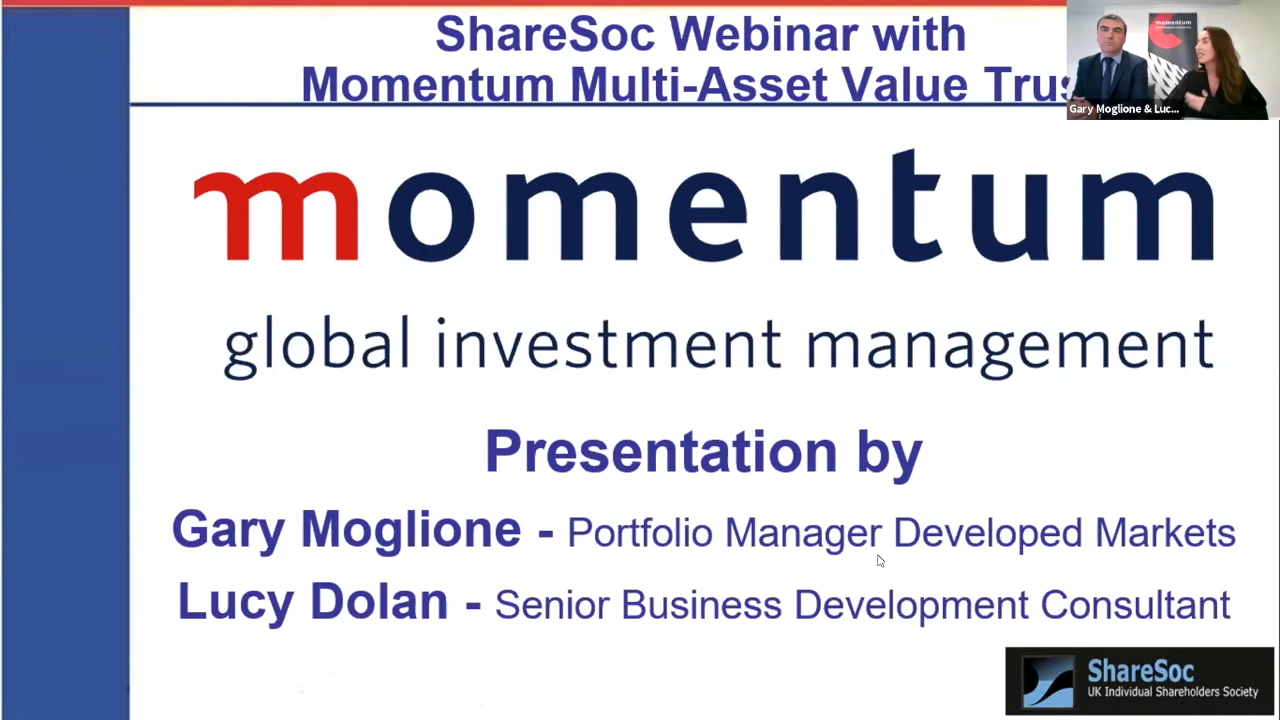 ShareSoc Webinar with
Momentum Multi-Asset Value Trus
momentum
Gary Moglione & Luc...
momentum
global investment management
Presentation by
Gary Moglione - Portfolio Manager Developed Markets
Lucy Dolan - Senior Business Development Consultant
ShareSoc
UK Individual Shareholders Society